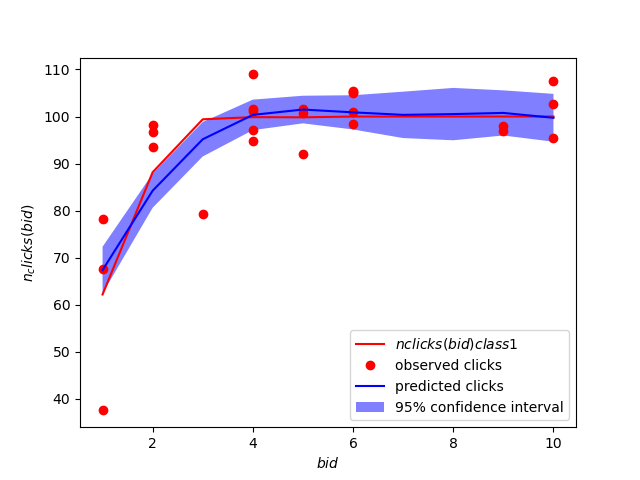 110
100
90
80
70
60
50
40
n_clicks(bid)
2
4
6
8
10
bid
nclicks(bid)class1
observed clicks
predicted clicks
95% confidence interval